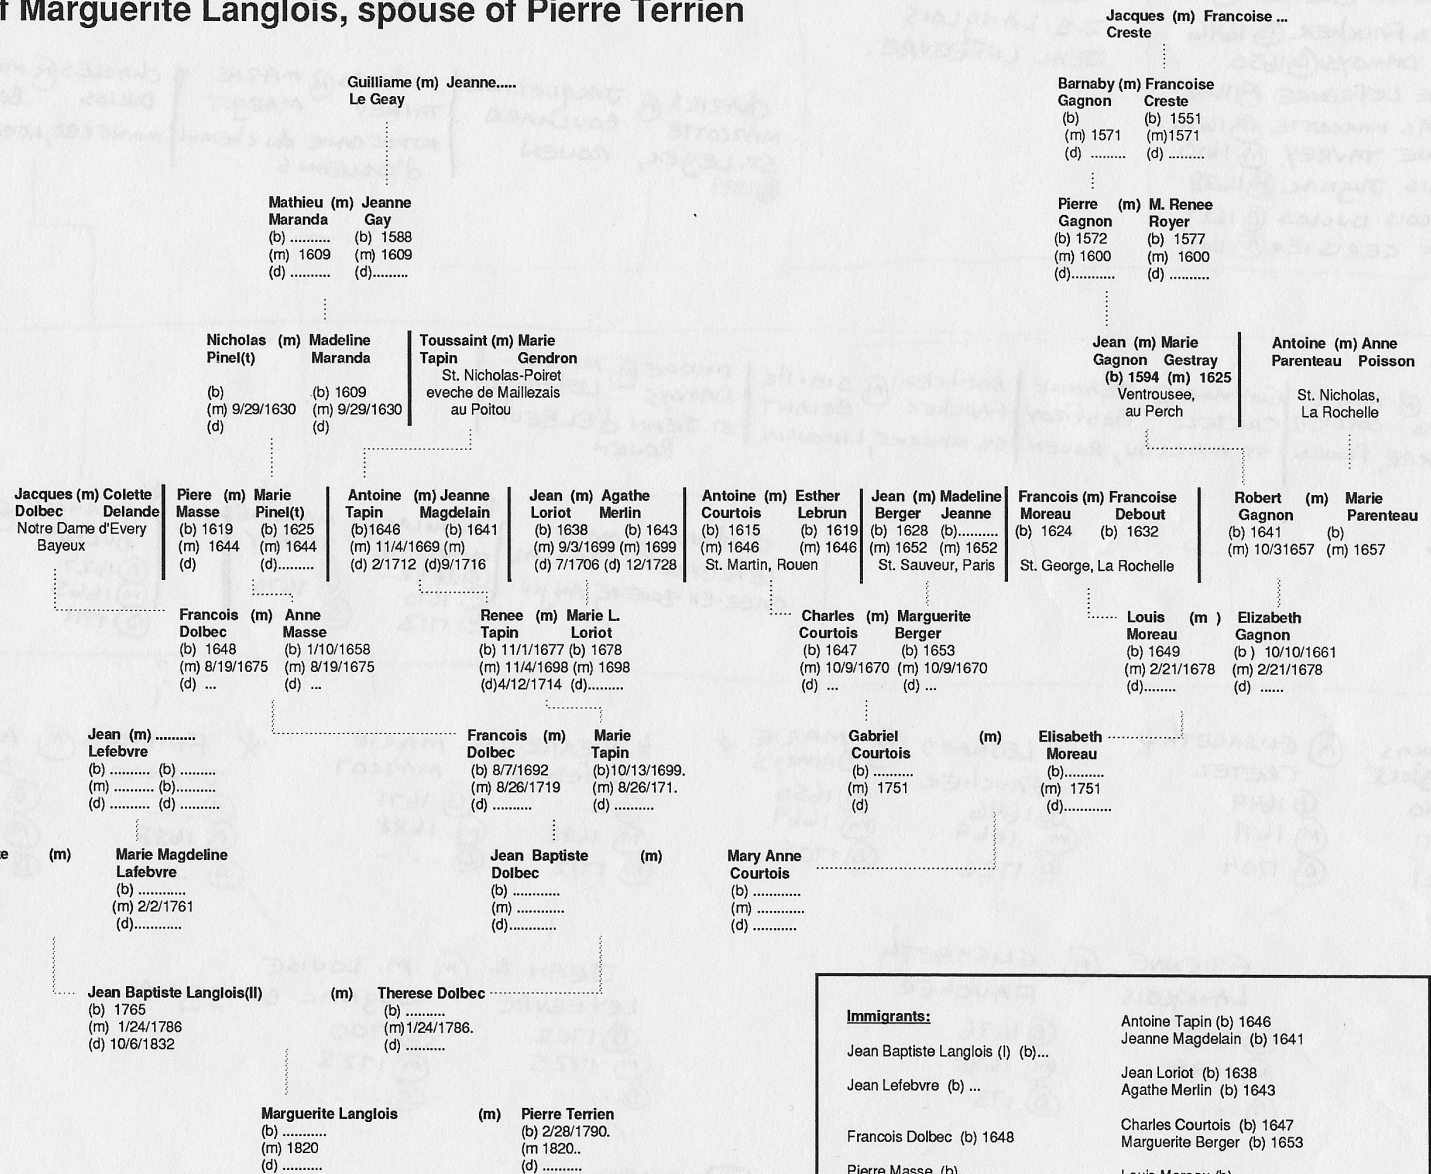 f Marguerite Langlois, spouse of Pierre Terrien
Jacques (m) Francoise ...
Creste
Guilliame (m) Jeanne.....
Le Geay
Barnaby (m) Francoise
Gagnon Creste
(b) (b) 1551
(m) 1571 (m)1571
(d) ........ (d) .........
Mathieu (m) Jeanne
Maranda Gay
(b) .......... (b) 1588
(m) 1609 (m) 1609
(d) .......... (d).........
Pierre (m) M. Renee
Gagnon Royer
(b) 1572 (b) 1577
(m) 1600 (m) 1600
(d)........... (d) ..........
Nicholas (m) Madeline
Pinel(t) Maranda
(b) (b) 1609
(m) 9/29/1630 (m) 9/29/1630
(d) (d)
Toussaint (m) Marie
Tapin Gendron
St. Nicholas-Poiret
eveche de Maillezais
au Poitou
Jean (m) Marie
Gagnon Gestray
(b) 1594 (m) 1625
Ventrousee,
au Perch
Antoine (m) Anne
Parenteau Poisson
St. Nicholas,
La Rochelle
Jacques (m) Colette
Dolbec Delande
Notre Dame d'Every
Bayeux
Piere (m) Marie
Masse Pinel(t)
(b) 1619 (b) 1625
(m) 1644 (m) 1644
(d) (d).........
Antoine (m) Jeanne
Tapin Magdelain
(b)1646 (b) 1641
(m) 11/4/1669 (m)
(d) 2/1712 (d)9/1716
Jean (m) Agathe
Loriot Merlin
(b) 1638 (b) 1643
(m) 9/3/1699 (m) 1699
(d) 7/1706 (d) 12/1728
Antoine (m) Esther
Courtois Lebrun
(b) 1615 (b) 1619
(m) 1646 (m) 1646
St. Martin, Rouen
Jean (m) Madeline
Berger Jeanne
(b) 1628 (b)..........
(m) 1652 (m) 1652
St. Sauveur, Paris
Francois (m) Francoise
Moreau Debout
(b) 1624 (b) 1632
St. George, La Rochelle
Robert (m) Marie
Gagnon Parenteau
(b) 1641 (b)
(m) 10/31657 (m) 1657
Francois (m) Anne
Dolbec Masse
(b) 1648 (b) 1/10/1658
(m) 8/19/1675 (m) 8/19/1675
(d) ... (d) ...
Renee (m) Marie L.
Tapin Loriot
(b) 11/1/1677 (b) 1678
(m) 11/4/1698 (m) 1698
(d)4/12/1714 (d)........
Charles (m) Marguerite
Courtois Berger
(b) 1647 (b) 1653
(m) 10/9/1670 (m) 10/9/1670
(d) ... (d) ...
Louis (m ) Elizabeth
Moreau Gagnon
(b) 1649 (b ) 10/10/1661
(m) 2/21/1678 (m) 2/21/1678
(d)........ (d) ......
Jean (m) ..........
Lefebvre
(b) .......... (b) .........
(m) .......... (b).........
(d) .......... (d) .........
Francois (m) Marie
Dolbec Tapin
(b) 8/7/1692 (b)10/13/1699.
(m) 8/26/1719 (m) 8/26/171.
(d) .......... (d) .........
Gabriel (m) Elisabeth
Courtois Moreau
(b) .......... (b)..........
(m) 1751 (m) 1751
(d) (d)............
(m) Marie Magdeline
Lafebvre
(b) ............
(m) 2/2/1761
(d)............
Jean Baptiste (m) Mary Anne
Dolbec Courtois
(b) ............ (b) ............
(m) ............ (m) ............
(d)............ (d) ...........
Jean Baptiste Langlois(II) (m) Therese Dolbec
(b) 1765 (b) ..........
(m) 1/24/1786 (m)1/24/1786.
(d) 10/6/1832 (d) ..........
Marguerite Langlois (m) Pierre Terrien
(b) ........... (b) 2/28/1790.
(m) 1820 (m 1820..
(d) .......... (d) ..........
Immigrants:
Jean Baptiste Langlois (I) (b)...
Jean Lefebvre (b) ...
Francois Dolbec (b) 1648
Pierre Masse (b)
Antoine Tapin (b) 1646
Jeanne Magdelain (b) 1641
Jean Loriot (b) 1638
Agathe Merlin (b) 1643
Charles Courtois (b) 1647
Marguerite Berger (b) 1653
Louis Moreau (b)